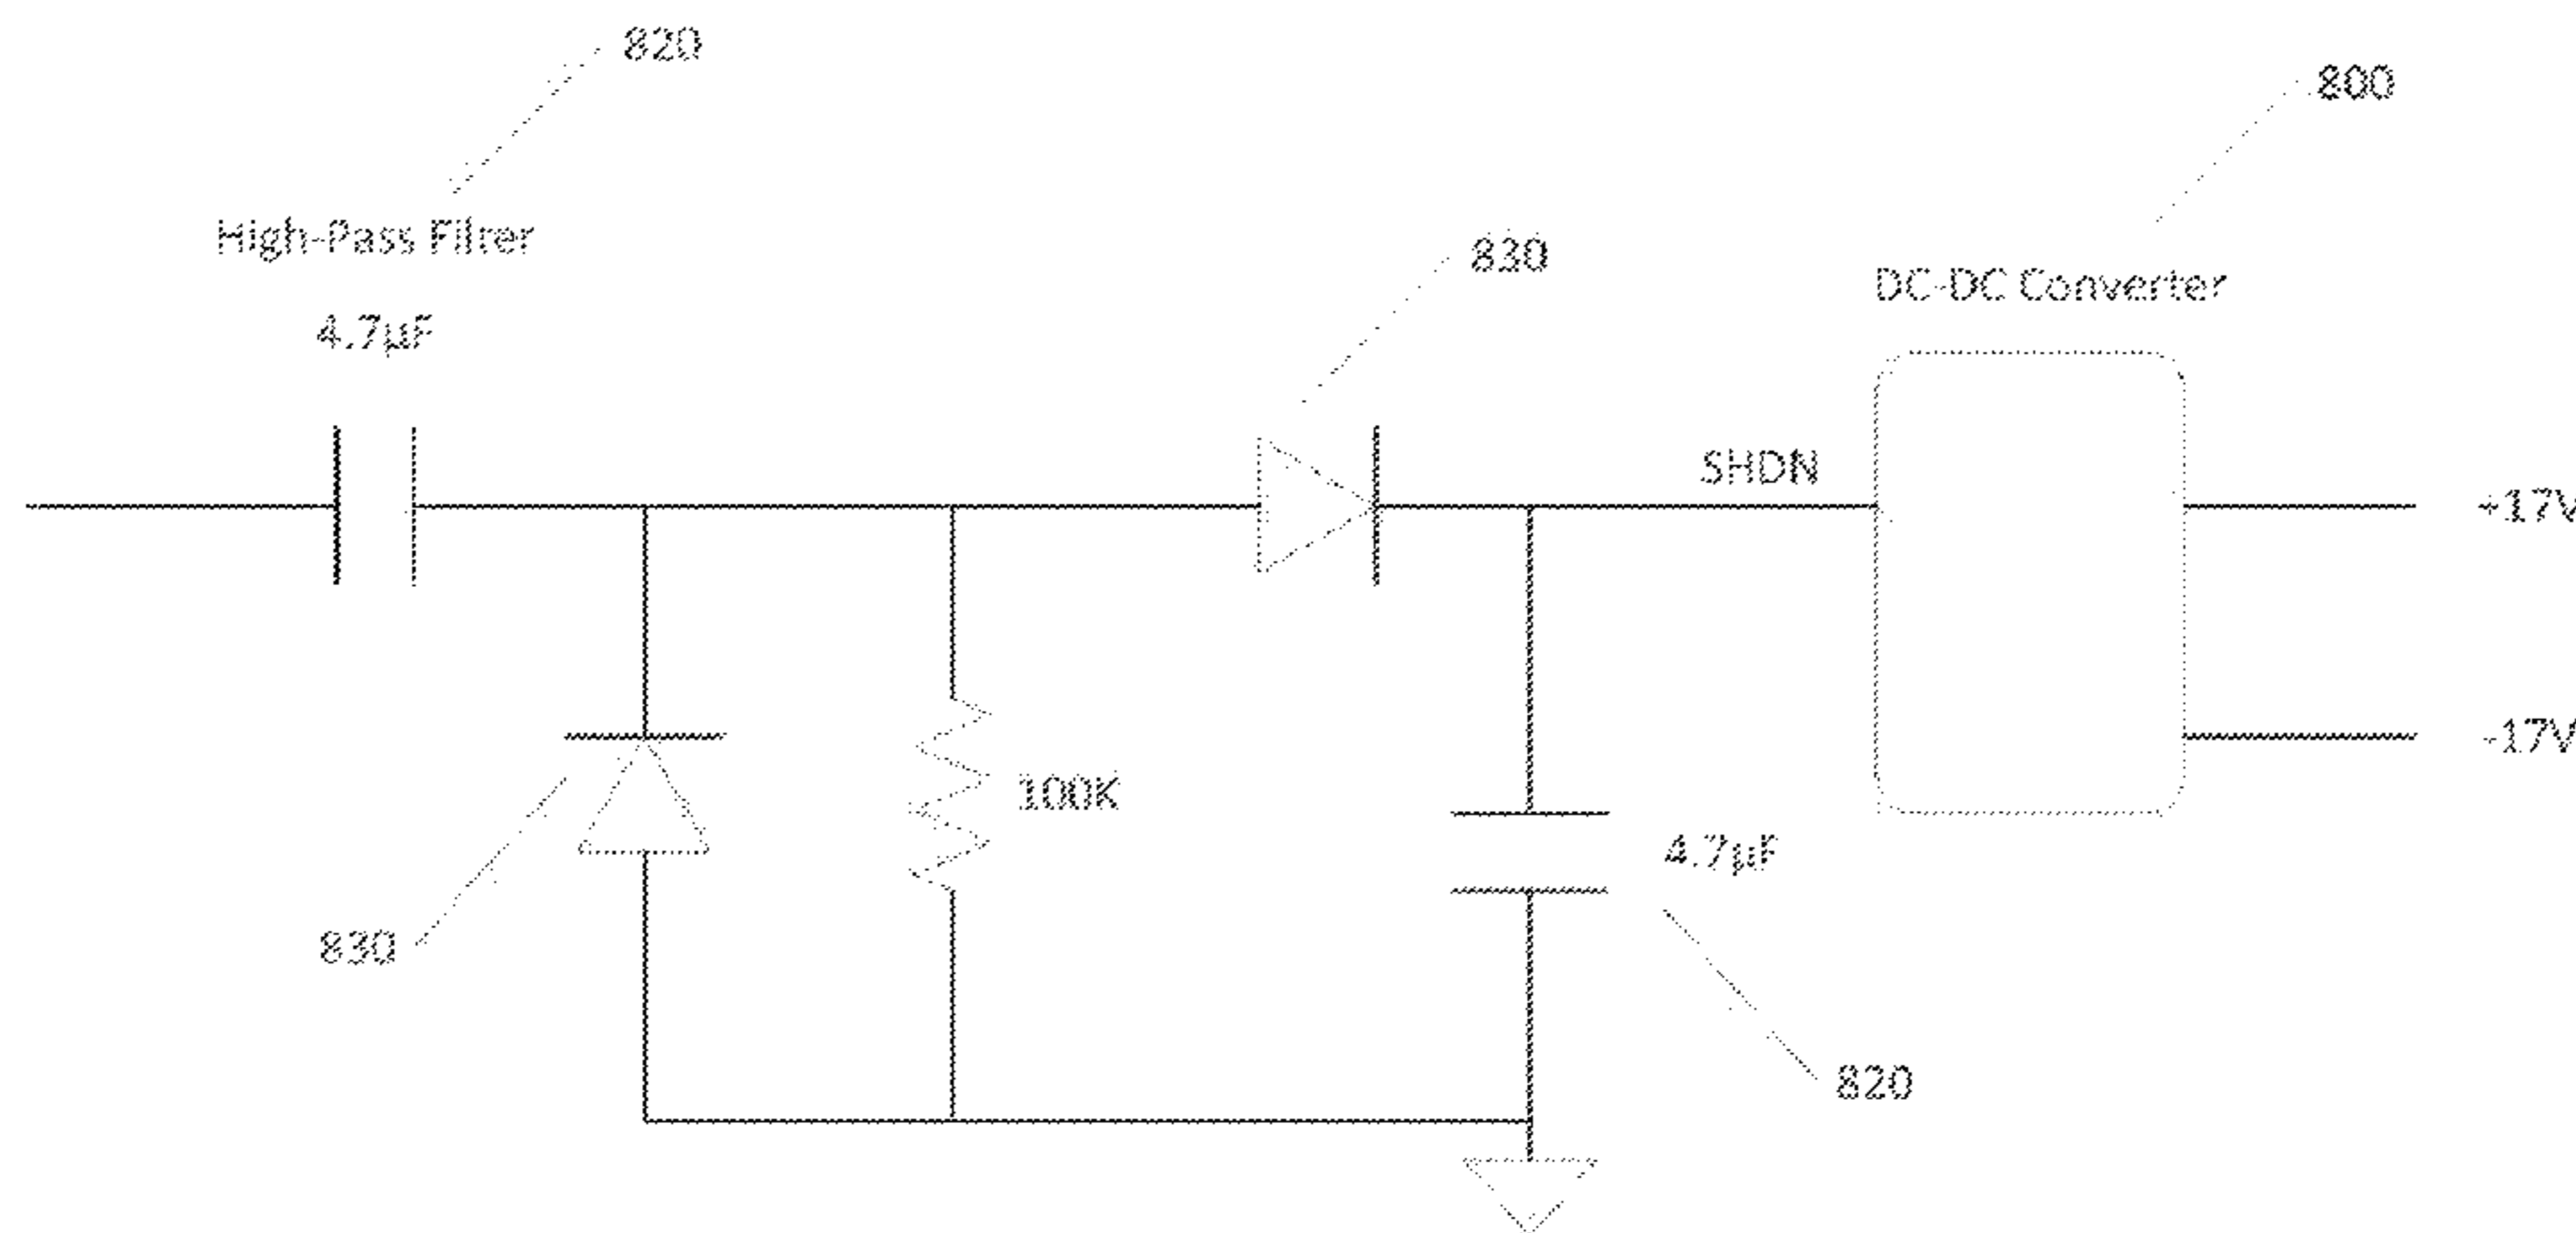 820
800
High-Pass Filter
830
DC-DC Converter
4.7µF
SHDN
+17V
-17V
100K
4.7µF
830
820